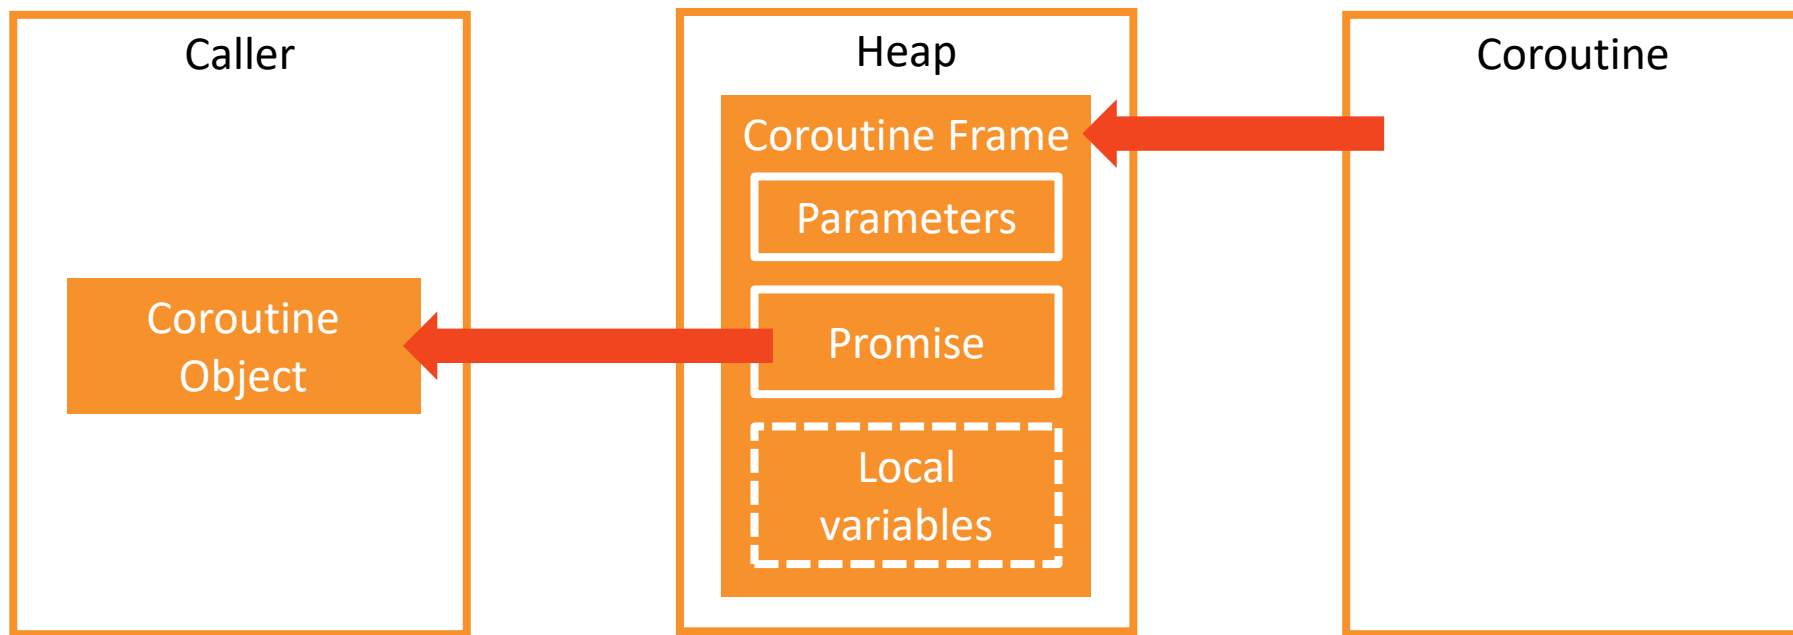 Caller
Coroutine
Object
Heap
Coroutine Frame
Parameters
Promise
Local
variables
Coroutine